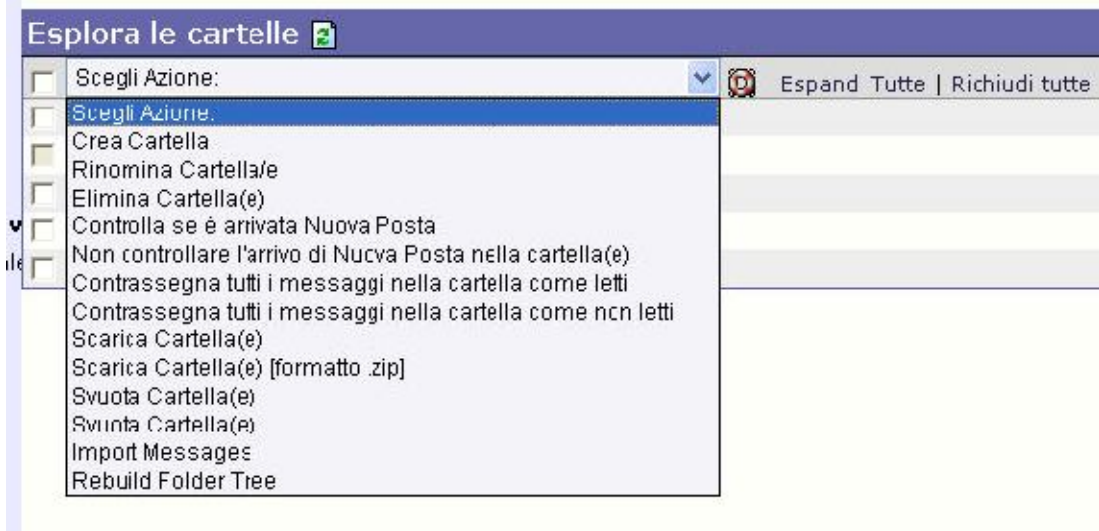 Esplora le cartelle
Scegli Azione: Espand Tutte | Richiudi tutte
Scegli Azione:
Crea Cartella
Rinomina Cartella/e
Elimina Cartella(e)
Controlla se è arrivata Nuova Posta
Non controllare l'arrivo di Nuova Posta nella cartella(e)
Contrassegna tutti i messaggi nella cartella come letti
Contrassegna tutti i messaggi nella cartella come non letti
Scarica Cartella(e)
Scarica Cartella(e) [formatto .zip]
Svuota Cartella(e)
Svuota Cartella(e)
Import Messages
Rebuild Folder Tree